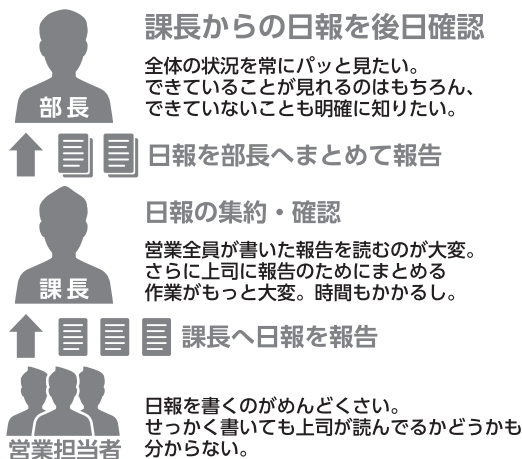 課長からの日報を後日確認
全体の状況を常にパッと見たい。
できていることが見れるのはもちろん、
できていないことも明確に知りたい。
部長
日報を部長へまとめて報告
日報の集約・確認
営業全員が書いた報告を読むのが大変。
さらに上司に報告のためにまとめる
作業がもっと大変。時間もかかるし。
課長
課長へ日報を報告
日報を書くのがめんどくさい。
せっかく書いても上司が読んでるかどうかも
分からない。
営業担当者